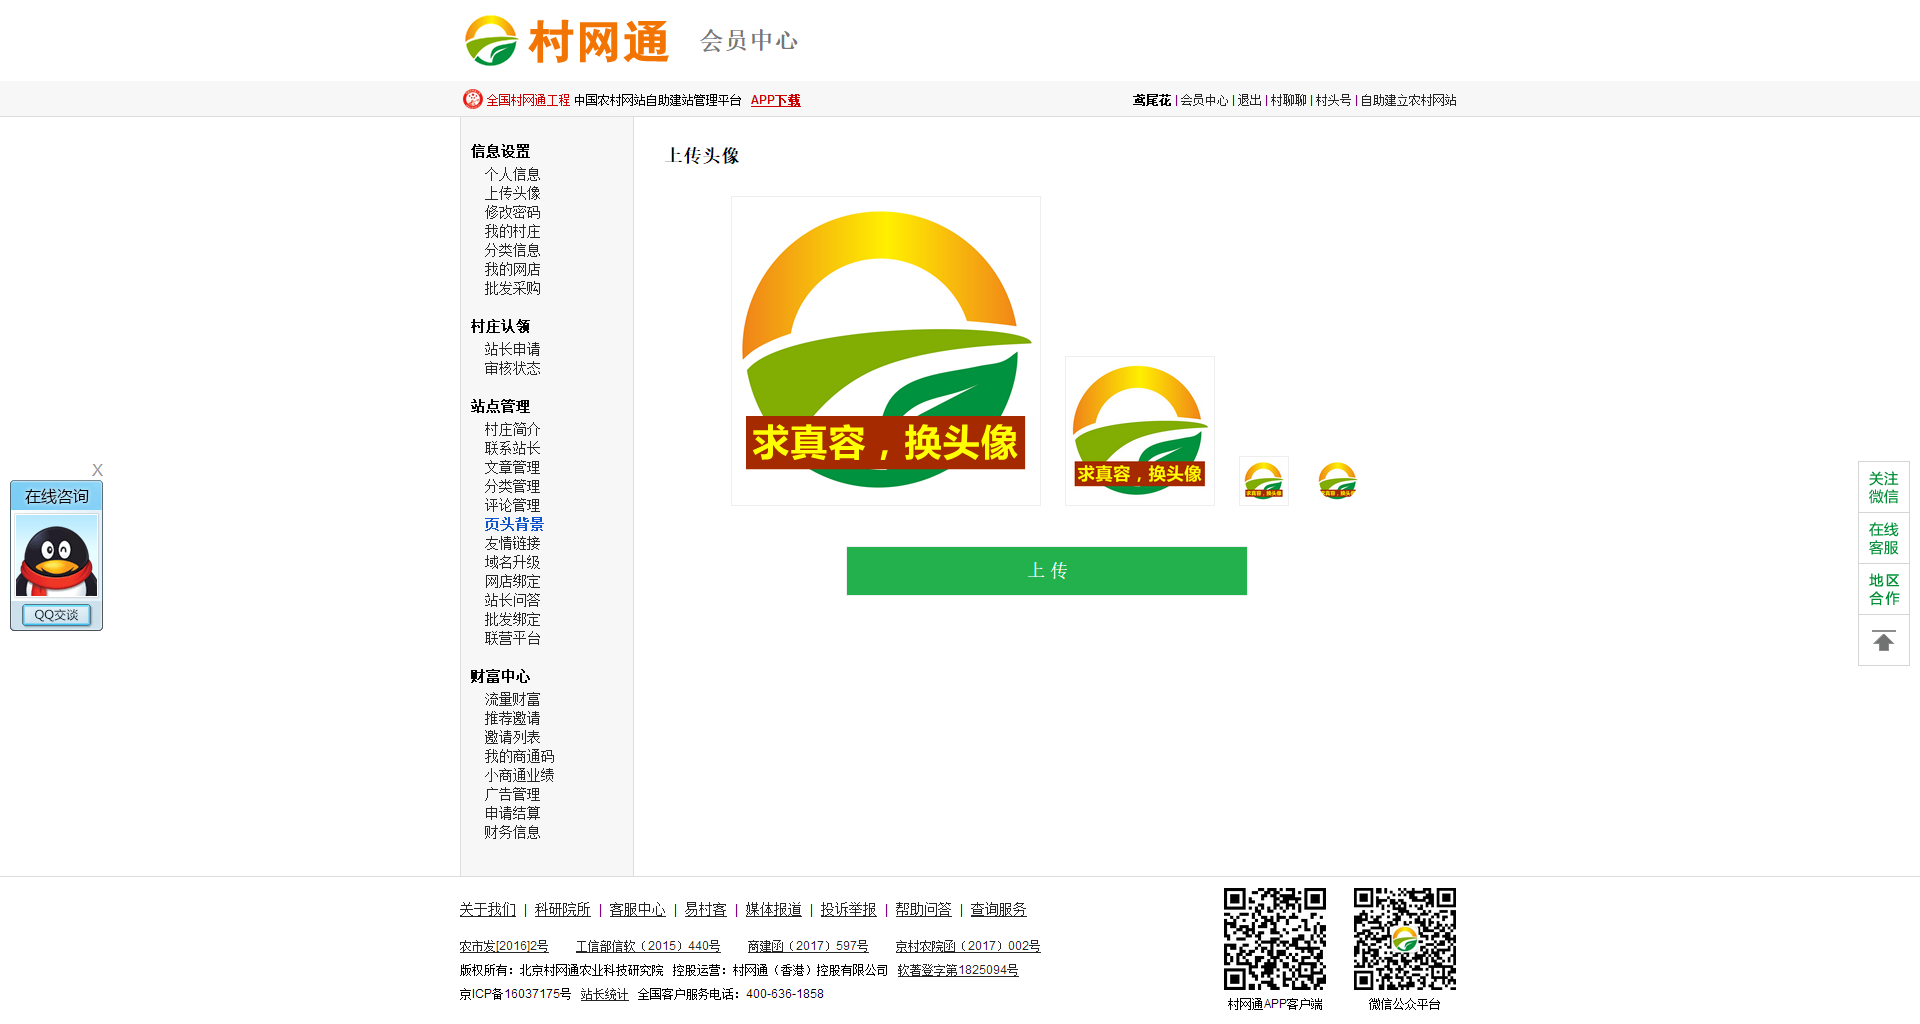 村网通 会员中心
全国村网通工程 中国农村网站自助建站管理平台 APP下载
鸢尾花 | 会员中心 | 退出 | 村聊聊 | 村头号 | 自助建立农村网站
信息设置
个人信息
上传头像
修改密码
我的村庄
分类信息
我的网店
批发采购
村庄认领
站长申请
审核状态
站点管理
村庄简介
联系站长
文章管理
分类管理
评论管理
页头背景
友情链接
域名升级
网店绑定
站长问答
批发绑定
联营平台
财富中心
流量财富
推荐邀请
邀请列表
我的商通码
小商通业绩
广告管理
申请结算
财务信息
上传头像
求真容，换头像
求真容，换头像
求真容，换头像
求真容，换头像
上 传
X
在线咨询
QQ交谈
关注
微信
在线
客服
地区
合作
关于我们 | 科研院所 | 客服中心 | 易村客 | 媒体报道 | 投诉举报 | 帮助问答 | 查询服务
农市发[2016]2号 工信部信软（2015）440号 商建函（2017）597号 京村农院函（2017）002号
版权所有：北京村网通农业科技研究院 控股运营：村网通（香港）控股有限公司 软著登字第1825094号
京ICP备16037175号 站长统计 全国客户服务电话：400-636-1858
村网通APP客户端
微信公众平台